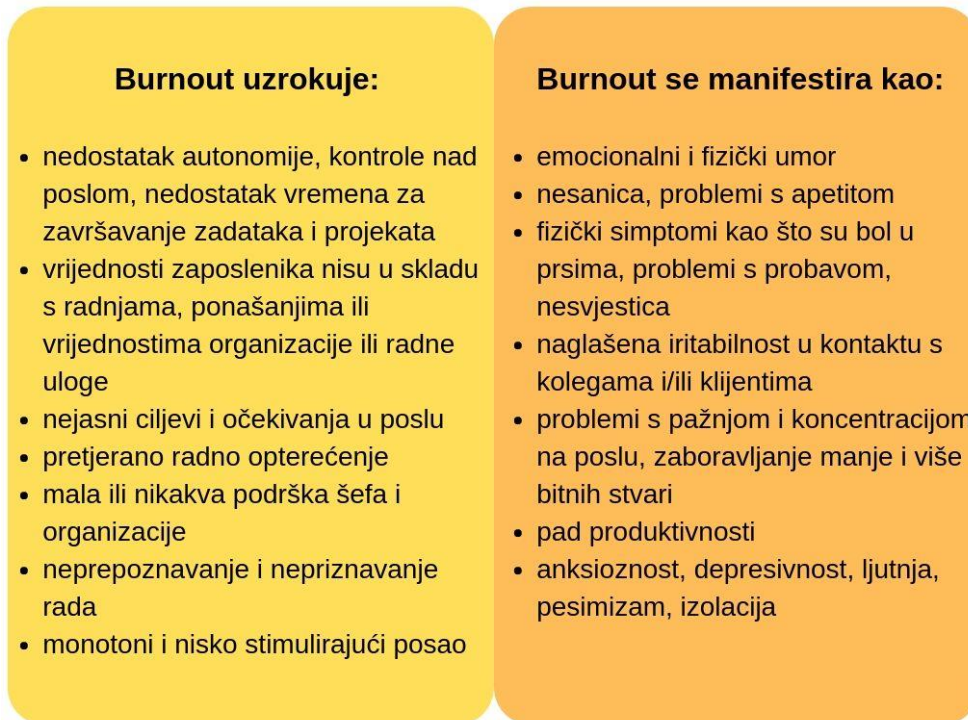 Burnout uzrokuje:
• nedostatak autonomije, kontrole nad
poslom, nedostatak vremena za
završavanje zadataka i projekata
• vrijednosti zaposlenika nisu u skladu
s radnjama, ponašanjima ili
vrijednostima organizacije ili radne
uloge
• nejasni ciljevi i očekivanja u poslu
• pretjerano radno opterećenje
• mala ili nikakva podrška šefa i
organizacije
• neprepoznavanje i nepriznavanje
rada
• monotoni i nisko stimulirajući posao
Burnout se manifestira kao:
• emocionalni i fizički umor
• nesanica, problemi s apetitom
• fizički simptomi kao što su bol u
prsima, problemi s probavom,
nesvjestica
• naglašena iritabilnost u kontaktu s
kolegama i/ili klijentima
• problemi s pažnjom i koncentracijom
na poslu, zaboravljanje manje i više
bitnih stvari
• pad produktivnosti
• anksioznost, depresivnost, ljutnja,
pesimizam, izolacija